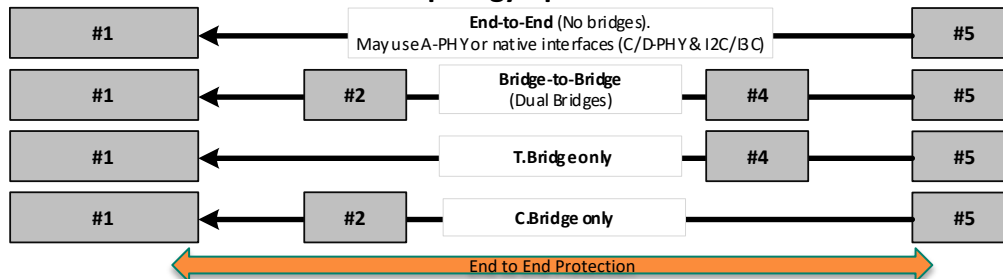 #1
End-to-End (No bridges).
May use A-PHY or native interfaces (C/D-PHY & I2C/I3C)
#5
#1
#2
Bridge-to-Bridge
(Dual Bridges)
#4
#5
#1
T.Bridge only
#4
#5
#1
#2
C.Bridge only
#5
End to End Protection